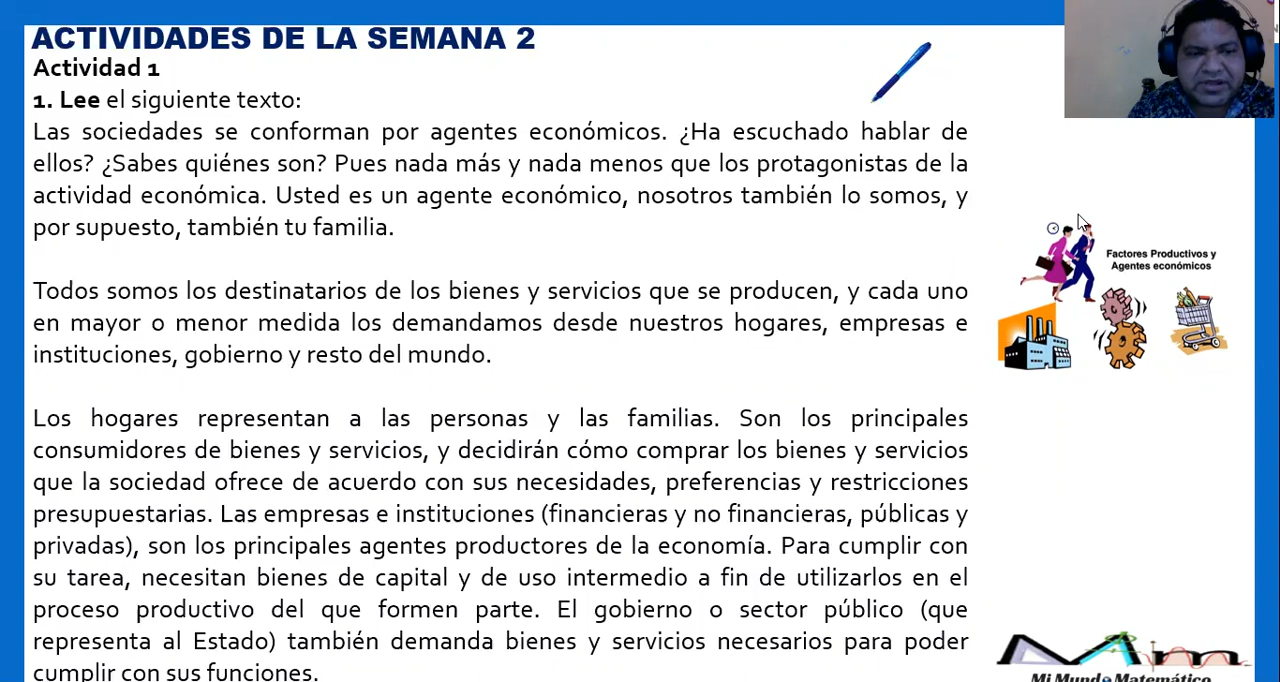 ACTIVIDADES DE LA SEMANA 2
Actividad 1
1. Lee el siguiente texto:
Las sociedades se conforman por agentes económicos. ¿Ha escuchado hablar de
ellos? ¿Sabes quiénes son? Pues nada más y nada menos que los protagonistas de la
actividad económica. Usted es un agente económico, nosotros también lo somos, y
por supuesto, también tu familia.
Todos somos los destinatarios de los bienes y servicios que se producen, y cada uno
en mayor o menor medida los demandamos desde nuestros hogares, empresas e
instituciones, gobierno y resto del mundo.
Los hogares representan a las personas y las familias. Son los principales
consumidores de bienes y servicios, y decidirán cómo comprar los bienes y servicios
que la sociedad ofrece de acuerdo con sus necesidades, preferencias y restricciones
presupuestarias. Las empresas e instituciones (financieras y no financieras, públicas y
privadas), son los principales agentes productores de la economía. Para cumplir con
su tarea, necesitan bienes de capital y de uso intermedio a fin de utilizarlos en el
proceso productivo del que formen parte. El gobierno o sector público (que
representa al Estado) también demanda bienes y servicios necesarios para poder
cumplir con sus funciones.
Factores Productivos y
Agentes económicos
Mim
Mi Mundo Matemático